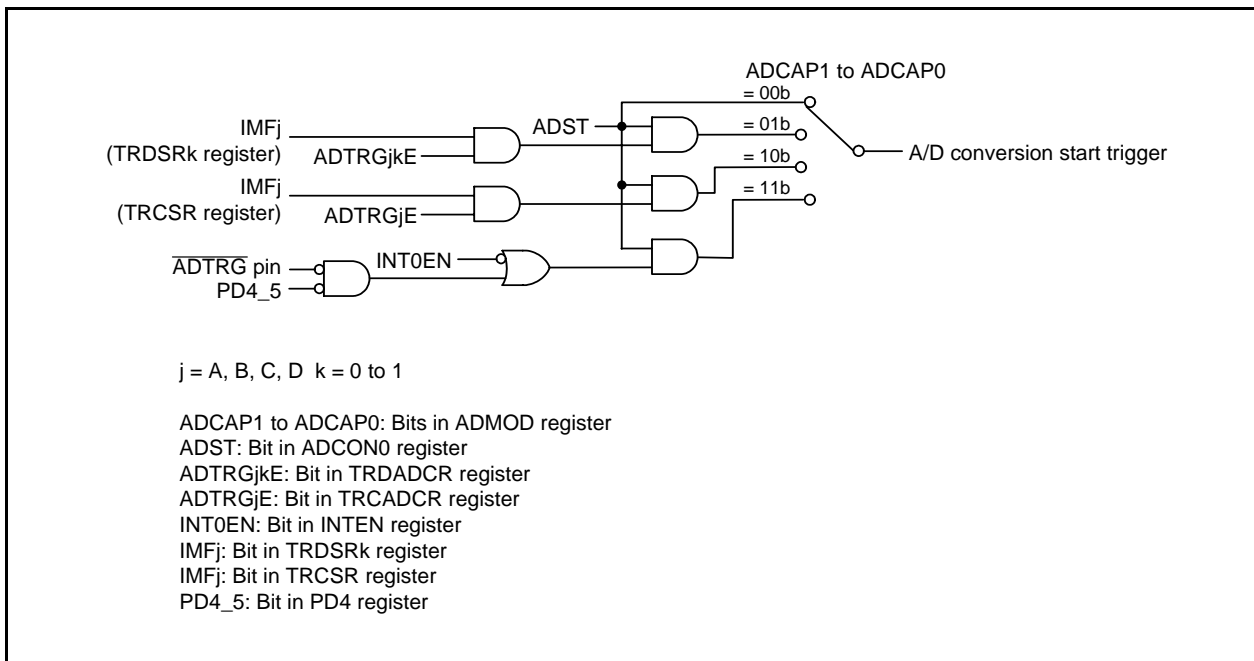 ADCAP1 to ADCAP0
= 00b
IMFj
(TRDSRk register)
ADTRGjkE
ADST
= 01b
A/D conversion start trigger
= 10b
IMFj
(TRCSR register)
ADTRGjE
= 11b
ADTRG pin
PD4_5
INT0EN
j = A, B, C, D k = 0 to 1
ADCAP1 to ADCAP0: Bits in ADMOD register
ADST: Bit in ADCON0 register
ADTRGjkE: Bit in TRDADCR register
ADTRGjE: Bit in TRCADCR register
INT0EN: Bit in INTEN register
IMFj: Bit in TRDSRk register
IMFj: Bit in TRCSR register
PD4_5: Bit in PD4 register